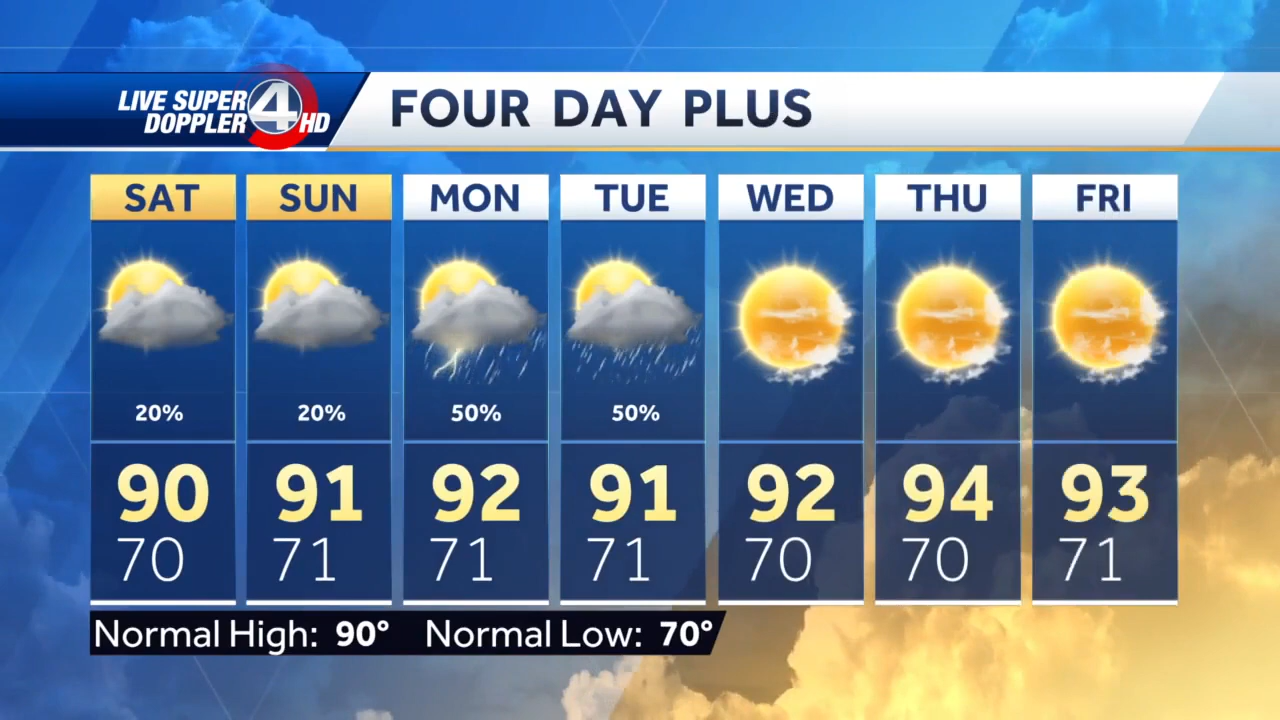 LIVE SUPER
DOPPLER 4 HD
FOUR DAY PLUS
SAT SUN MON TUE WED THU FRI
20% 20% 50% 50%
90 91 92 91 92 94 93
70 71 71 71 70 70 71
Normal High: 90° Normal Low: 70°